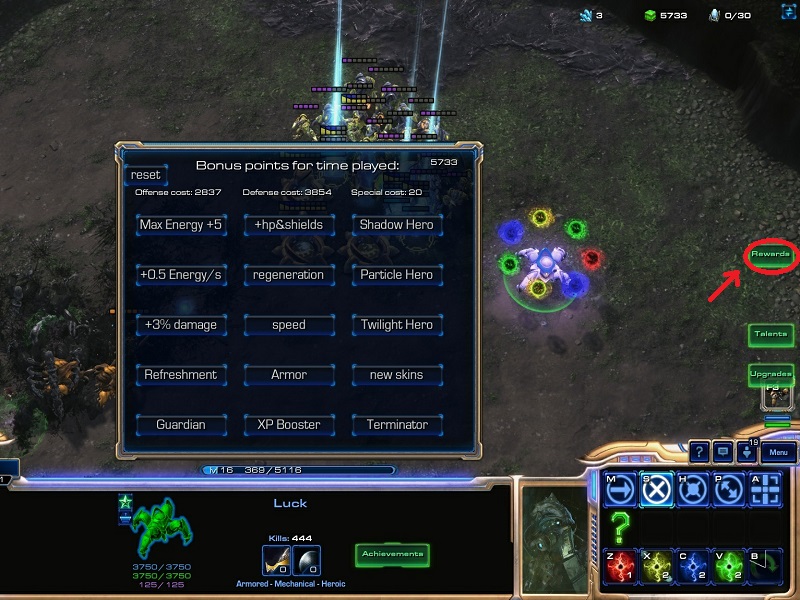 3 5733 0/30
Bonus points for time played: 5733
reset
Offense cost: 2837 Defense cost: 3854 Special cost: 20
Max Energy +5 +hp&shields Shadow Hero
+0.5 Energy/s regeneration Particle Hero
+3% damage speed Twilight Hero
Refreshment Armor new skins
Guardian XP Booster Terminator
Rewards
Talents
Upgrades
F3
19
Menu
M 16 369/5116
1
Luck
Kills: 444
0 0
Achievements
Armored - Mechanical - Heroic
3750/3750
3750/3750
125/125
M S H P A
?
Z 1 X 2 C 2 V 2 B